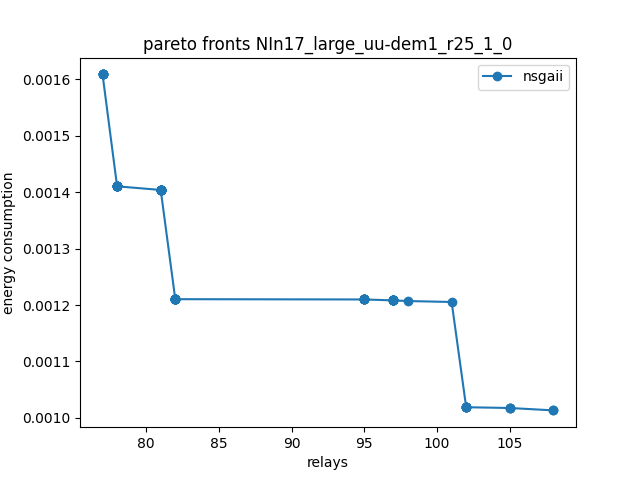 pareto fronts NIn17_large_uu-dem1_r25_1_0
nsgaii
energy consumption
0.0016
0.0015
0.0014
0.0013
0.0012
0.0011
0.0010
80 85 90 95 100 105
relays